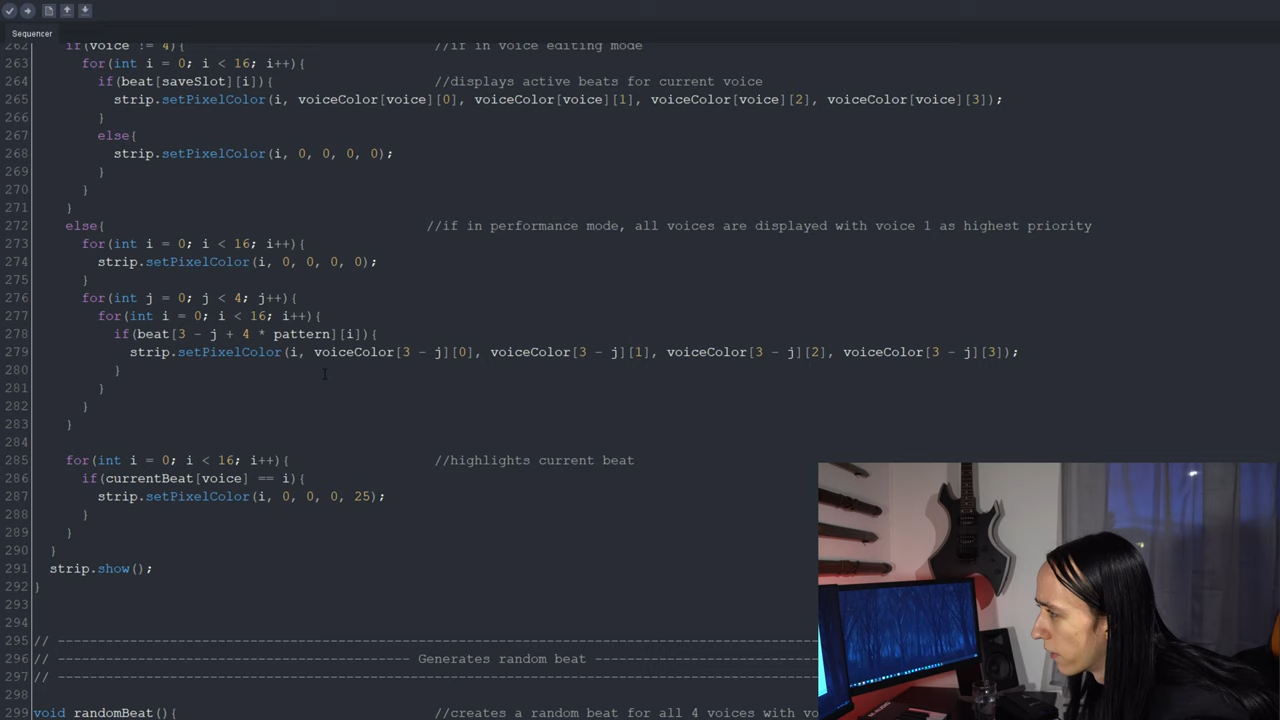 Sequencer
262 if(voice != 4){ //if in voice editing mode
263 for(int i = 0; i < 16; i++){
264 if(beat[saveSlot][i]){ //displays active beats for current voice
265 strip.setPixelColor(i, voiceColor[voice][0], voiceColor[voice][1], voiceColor[voice][2], voiceColor[voice][3]);
266 }
267 else{
268 strip.setPixelColor(i, 0, 0, 0, 0);
269 }
270 }
271 }
272 else{ //if in performance mode, all voices are displayed with voice 1 as highest priority
273 for(int i = 0; i < 16; i++){
274 strip.setPixelColor(i, 0, 0, 0, 0);
275 }
276 for(int j = 0; j < 4; j++){
277 for(int i = 0; i < 16; i++){
278 if(beat[3 - j + 4 * pattern][i]){
279 strip.setPixelColor(i, voiceColor[3 - j][0], voiceColor[3 - j][1], voiceColor[3 - j][2], voiceColor[3 - j][3]);
280 }
281 }
282 }
283 }
284
285 for(int i = 0; i < 16; i++){ //highlights current beat
286 if(currentBeat[voice] == i){
287 strip.setPixelColor(i, 0, 0, 0, 25);
288 }
289 }
290 }
291 strip.show();
292 }
293
294
295 // --------------------------------------------------------------------------------
296 // -------------------------------------------- Generates random beat ----------------------------
297 // --------------------------------------------------------------------------------
298
299 void randomBeat(){ //creates a random beat for all 4 voices with